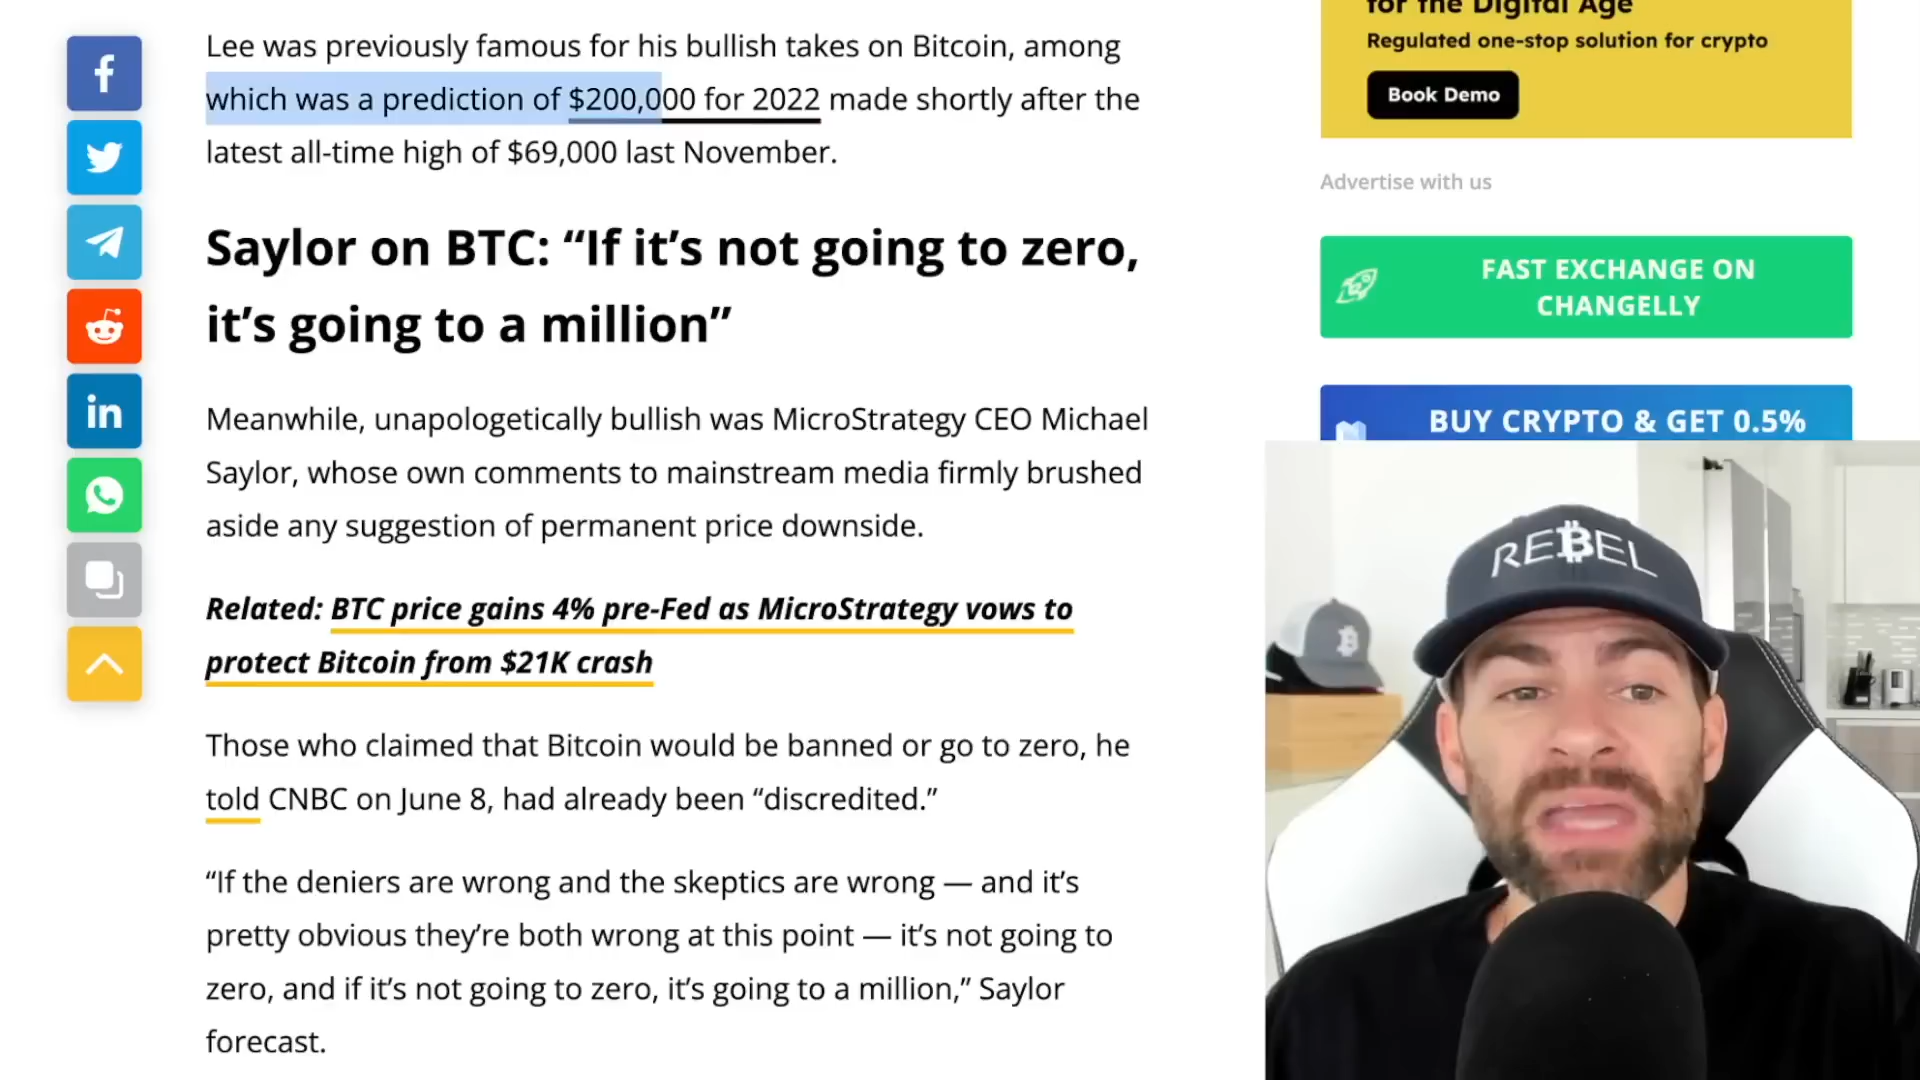 Lee was previously famous for his bullish takes on Bitcoin, among
which was a prediction of $200,000 for 2022 made shortly after the
latest all-time high of $69,000 last November.
Saylor on BTC: “If it’s not going to zero,
it’s going to a million”
Meanwhile, unapologetically bullish was MicroStrategy CEO Michael
Saylor, whose own comments to mainstream media firmly brushed
aside any suggestion of permanent price downside.
Related: BTC price gains 4% pre-Fed as MicroStrategy vows to
protect Bitcoin from $21K crash
Those who claimed that Bitcoin would be banned or go to zero, he
told CNBC on June 8, had already been “discredited.”
“If the deniers are wrong and the skeptics are wrong — and it’s
pretty obvious they’re both wrong at this point — it’s not going to
zero, and if it’s not going to zero, it’s going to a million,” Saylor
forecast.
for the Digital Age
Regulated one-stop solution for crypto
Book Demo
Advertise with us
FAST EXCHANGE ON
CHANGELLY
BUY CRYPTO & GET 0.5%
RE₿EL